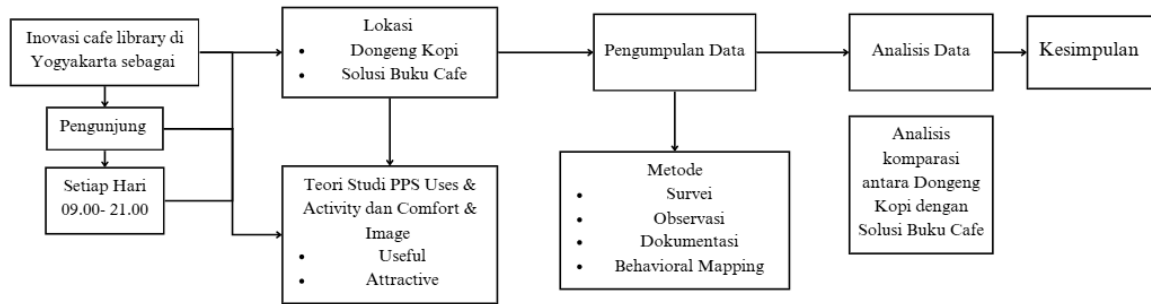 Inovasi cafe library di
Yogyakarta sebagai
Pengunjung
Setiap Hari
09.00- 21.00
Lokasi
• Dongeng Kopi
• Solusi Buku Cafe
Teori Studi PPS Uses &
Activity dan Comfort &
Image
• Useful
• Attractive
Pengumpulan Data
Metode
• Survei
• Observasi
• Dokumentasi
• Behavioral Mapping
Analisis Data
Analisis
komparasi
antara Dongeng
Kopi dengan
Solusi Buku Cafe
Kesimpulan